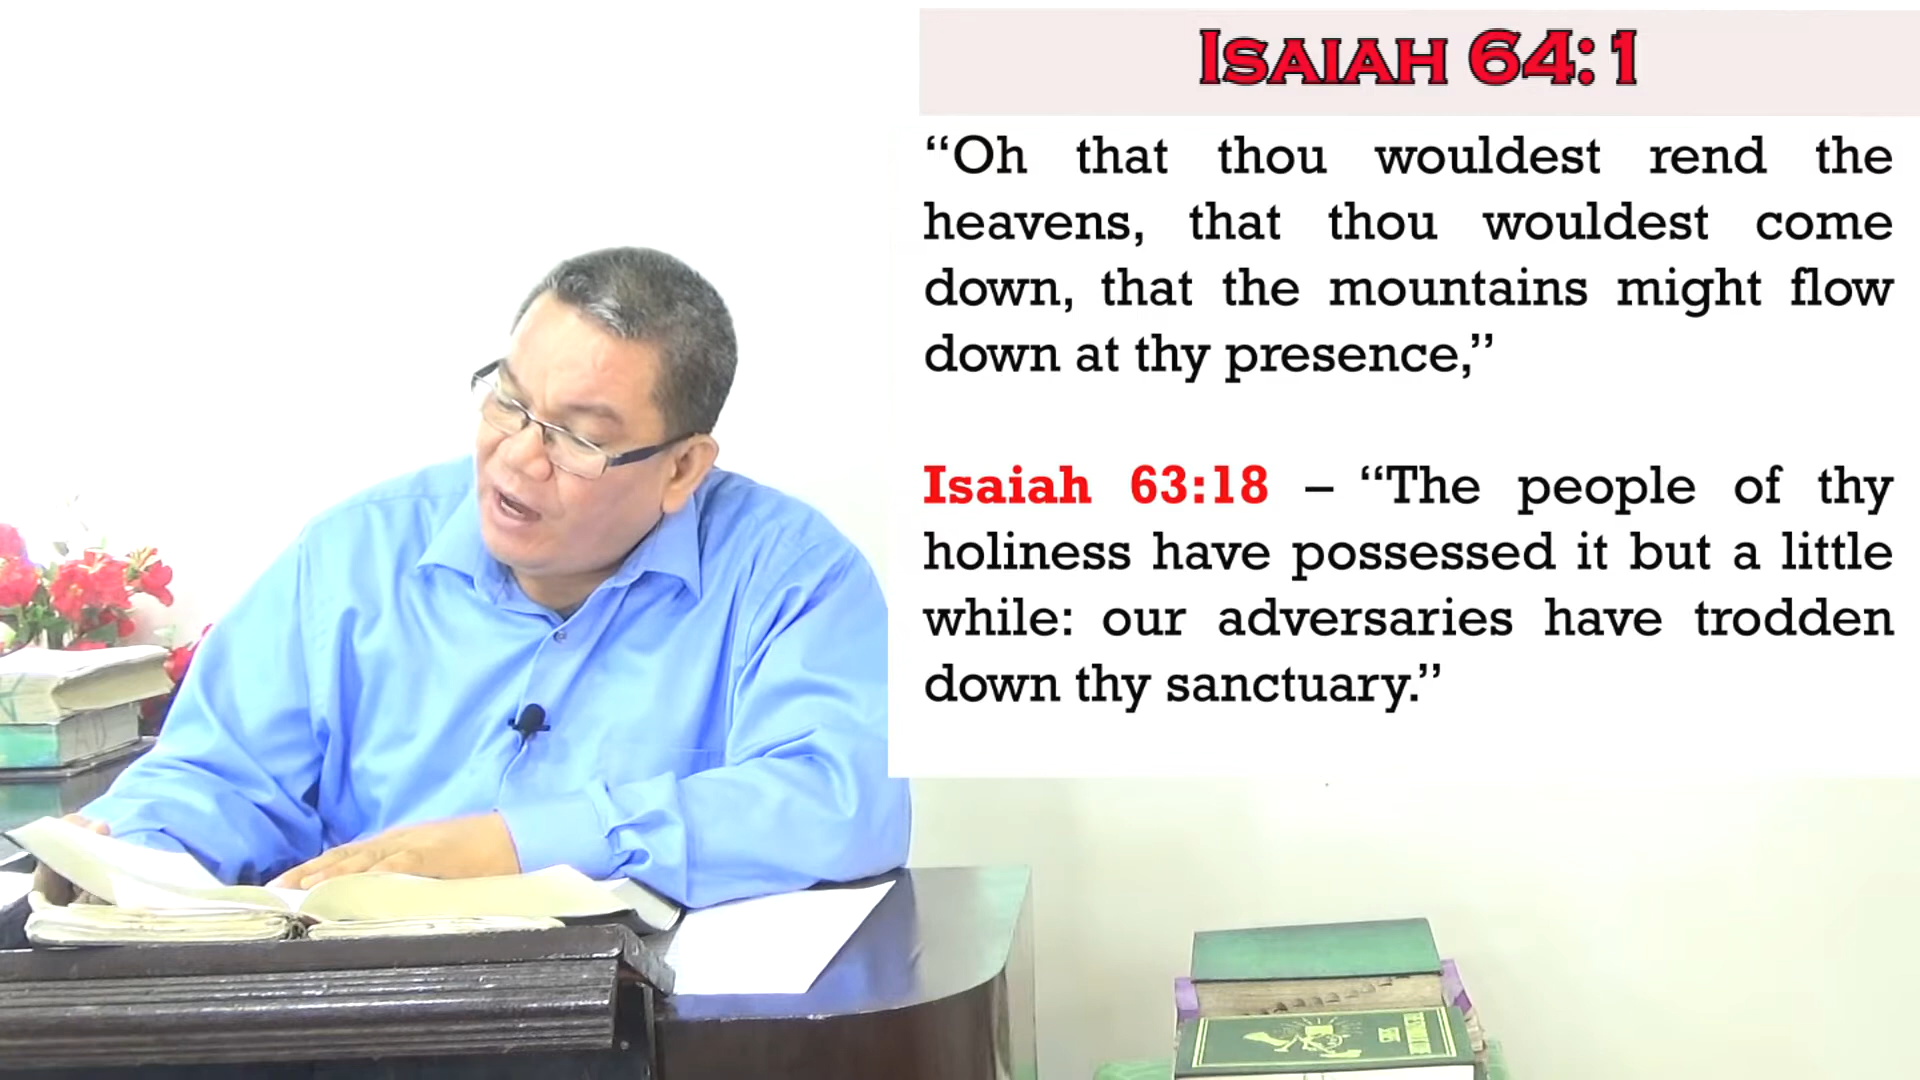 ISAIAH 64:1
“Oh that thou wouldest rend the
heavens, that thou wouldest come
down, that the mountains might flow
down at thy presence,”
Isaiah 63:18 – “The people of thy
holiness have possessed it but a little
while: our adversaries have trodden
down thy sanctuary.”